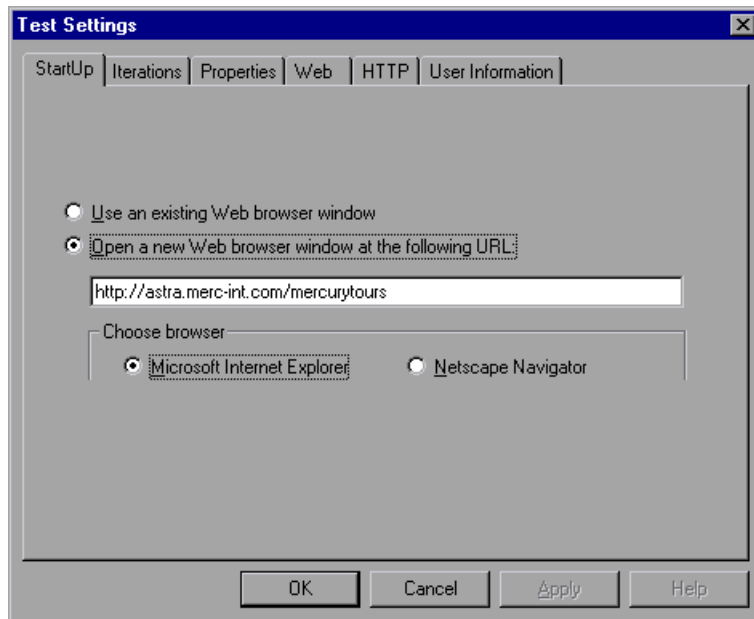 Test Settings
StartUp Iterations Properties Web HTTP User Information
Use an existing Web browser window
Open a new Web browser window at the following URL:
http://astra.merc-int.com/mercurytours
Choose browser
Microsoft Internet Explorer Netscape Navigator
OK Cancel Apply Help